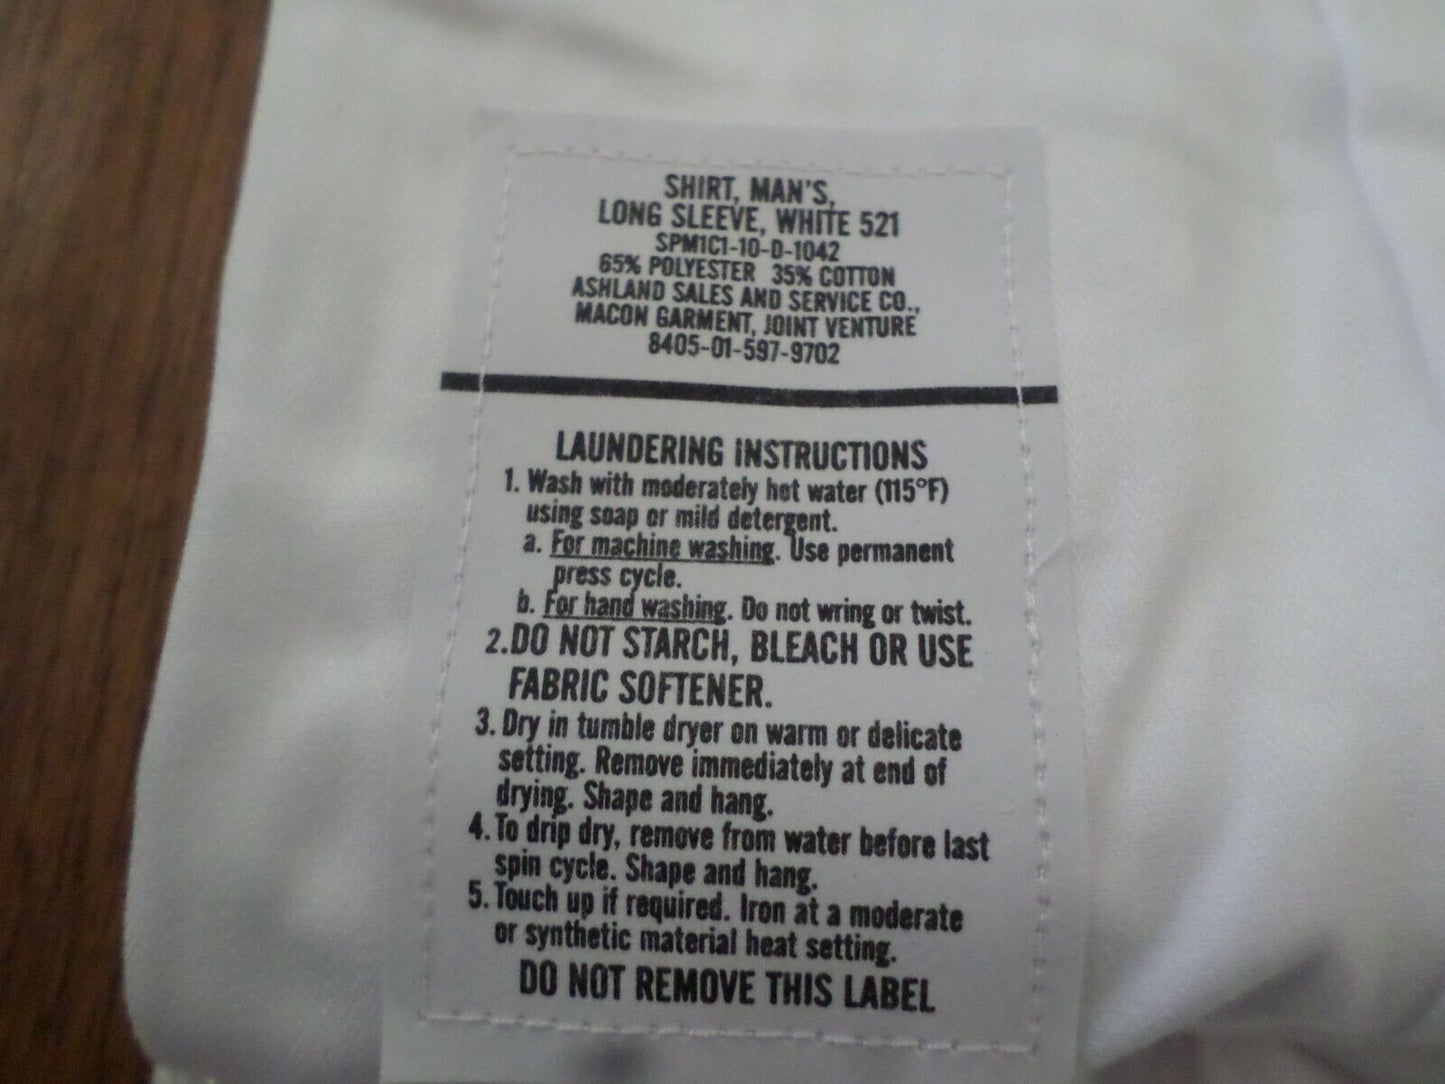 SHIRT, MAN'S,
LONG SLEEVE, WHITE 521
SPM1C1-10-D-1042
65% POLYESTER 35% COTTON
ASHLAND SALES AND SERVICE CO.,
MACON GARMENT, JOINT VENTURE
8405-01-597-9702
LAUNDERING INSTRUCTIONS
1. Wash with moderately hot water (115°F)
using soap or mild detergent.
a. For machine washing. Use permanent
press cycle.
b. For hand washing. Do not wring or twist.
2. DO NOT STARCH, BLEACH OR USE
FABRIC SOFTENER.
3. Dry in tumble dryer on warm or delicate
setting. Remove immediately at end of
drying. Shape and hang.
4. To drip dry, remove from water before last
spin cycle. Shape and hang.
5. Touch up if required. Iron at a moderate
or synthetic material heat setting.
DO NOT REMOVE THIS LABEL